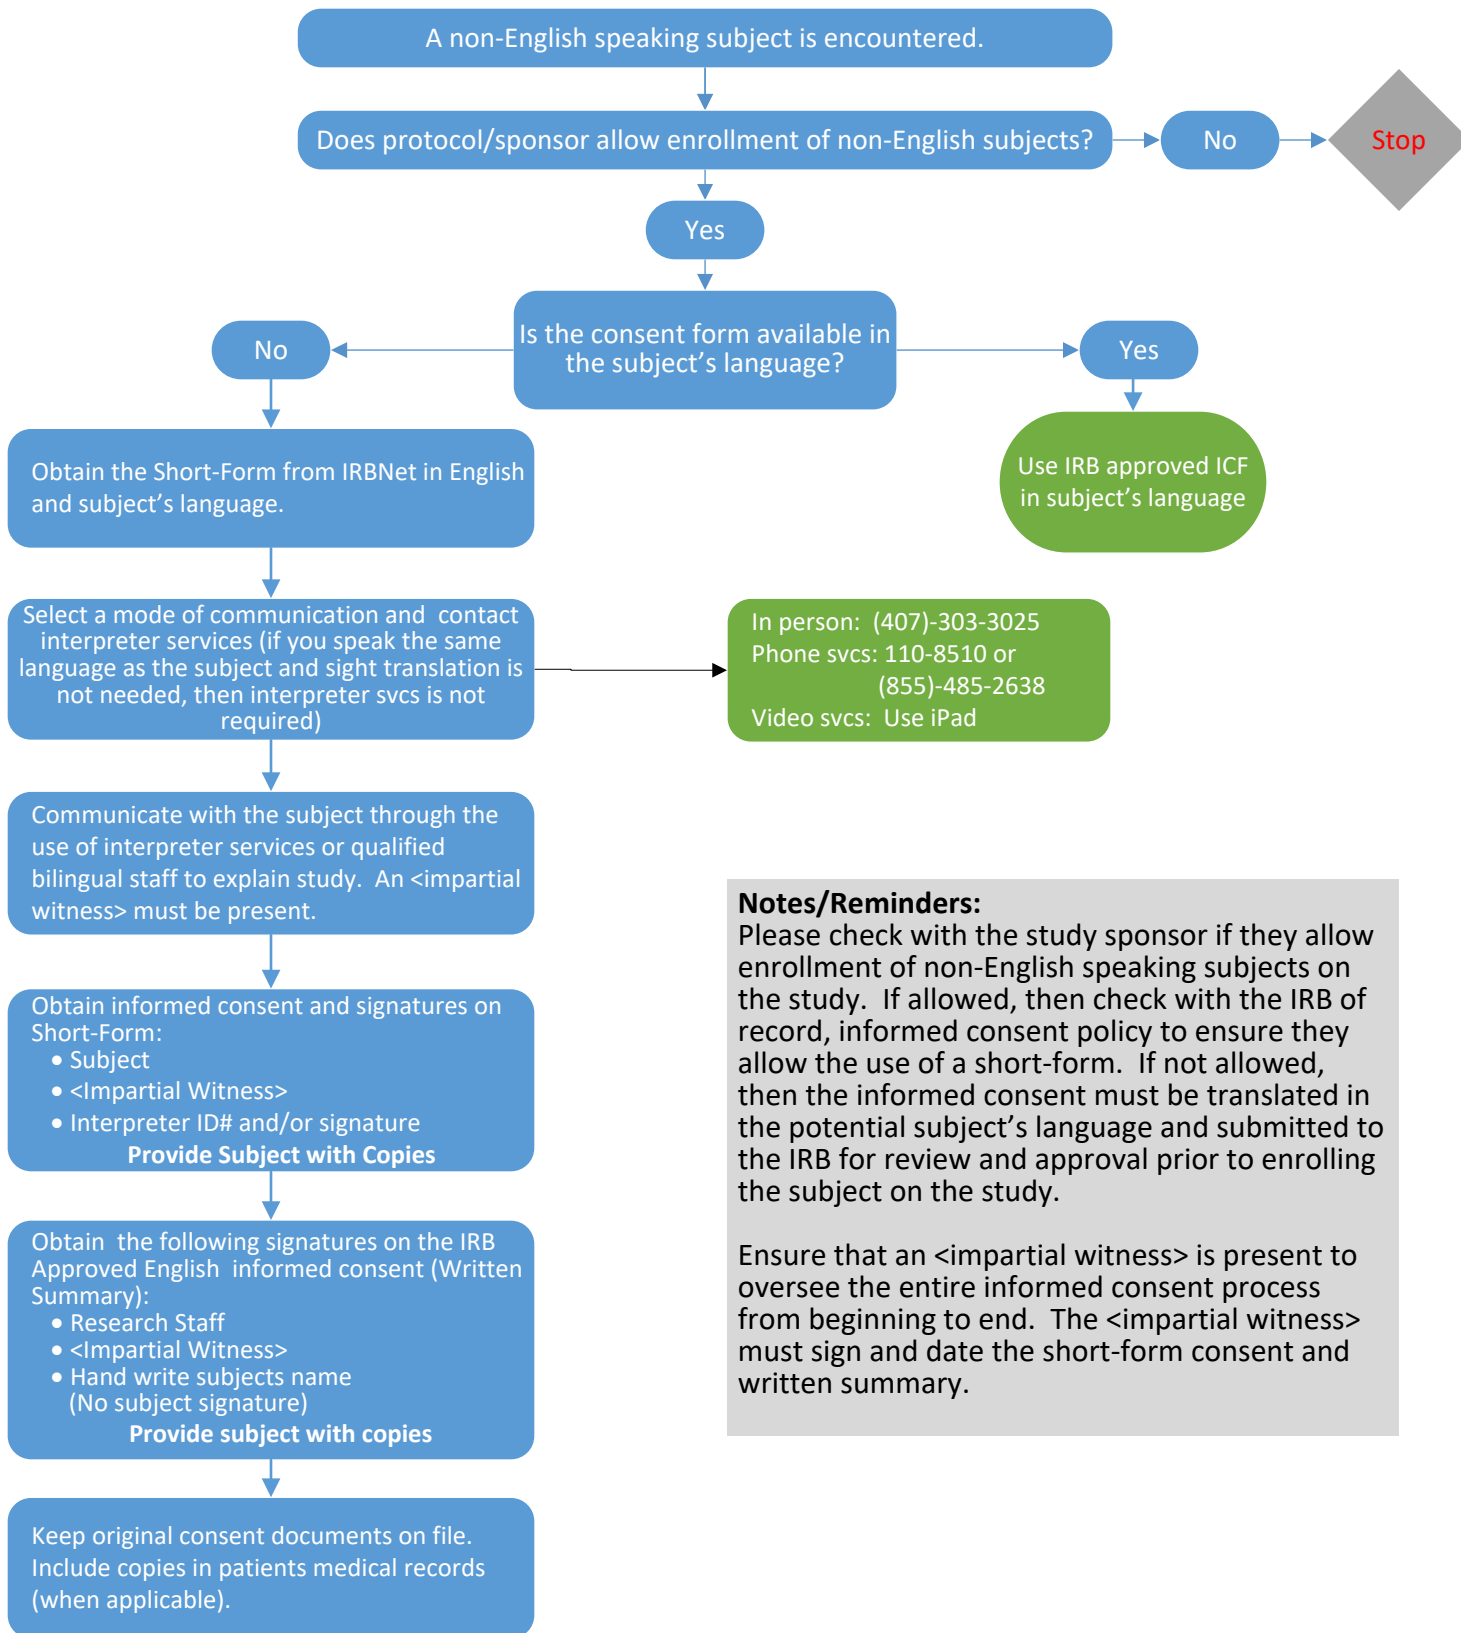 A non-English speaking subject is encountered.
Does protocol/sponsor allow enrollment of non-English subjects?
No
Stop
Yes
Is the consent form available in
the subject's language?
No
Yes
Use IRB approved ICF
in subject's language
Obtain the Short-Form from IRBNet in English
and subject's language.
Select a mode of communication and  contact
interpreter services (if you speak the same
language as the subject and sight translation is
not needed, then interpreter svcs is not
required)
In person:  (407)-303-3025
Phone svcs: 110-8510 or
(855)-485-2638
Video svcs:  Use iPad
Communicate with the subject through the
use of interpreter services or qualified
bilingual staff to explain study.  An <impartial
witness> must be present.
Obtain informed consent and signatures on
Short-Form:
• Subject
• <Impartial Witness>
• Interpreter ID# and/or signature
Provide Subject with Copies
Obtain  the following signatures on the IRB
Approved English  informed consent (Written
Summary):
• Research Staff
• <Impartial Witness>
• Hand write subjects name
(No subject signature)
Provide subject with copies
Keep original consent documents on file.
Include copies in patients medical records
(when applicable).
Notes/Reminders:
Please check with the study sponsor if they allow
enrollment of non-English speaking subjects on
the study.  If allowed, then check with the IRB of
record, informed consent policy to ensure they
allow the use of a short-form.  If not allowed,
then the informed consent must be translated in
the potential subject's language and submitted to
the IRB for review and approval prior to enrolling
the subject on the study.
Ensure that an <impartial witness> is present to
oversee the entire informed consent process
from beginning to end.  The <impartial witness>
must sign and date the short-form consent and
written summary.